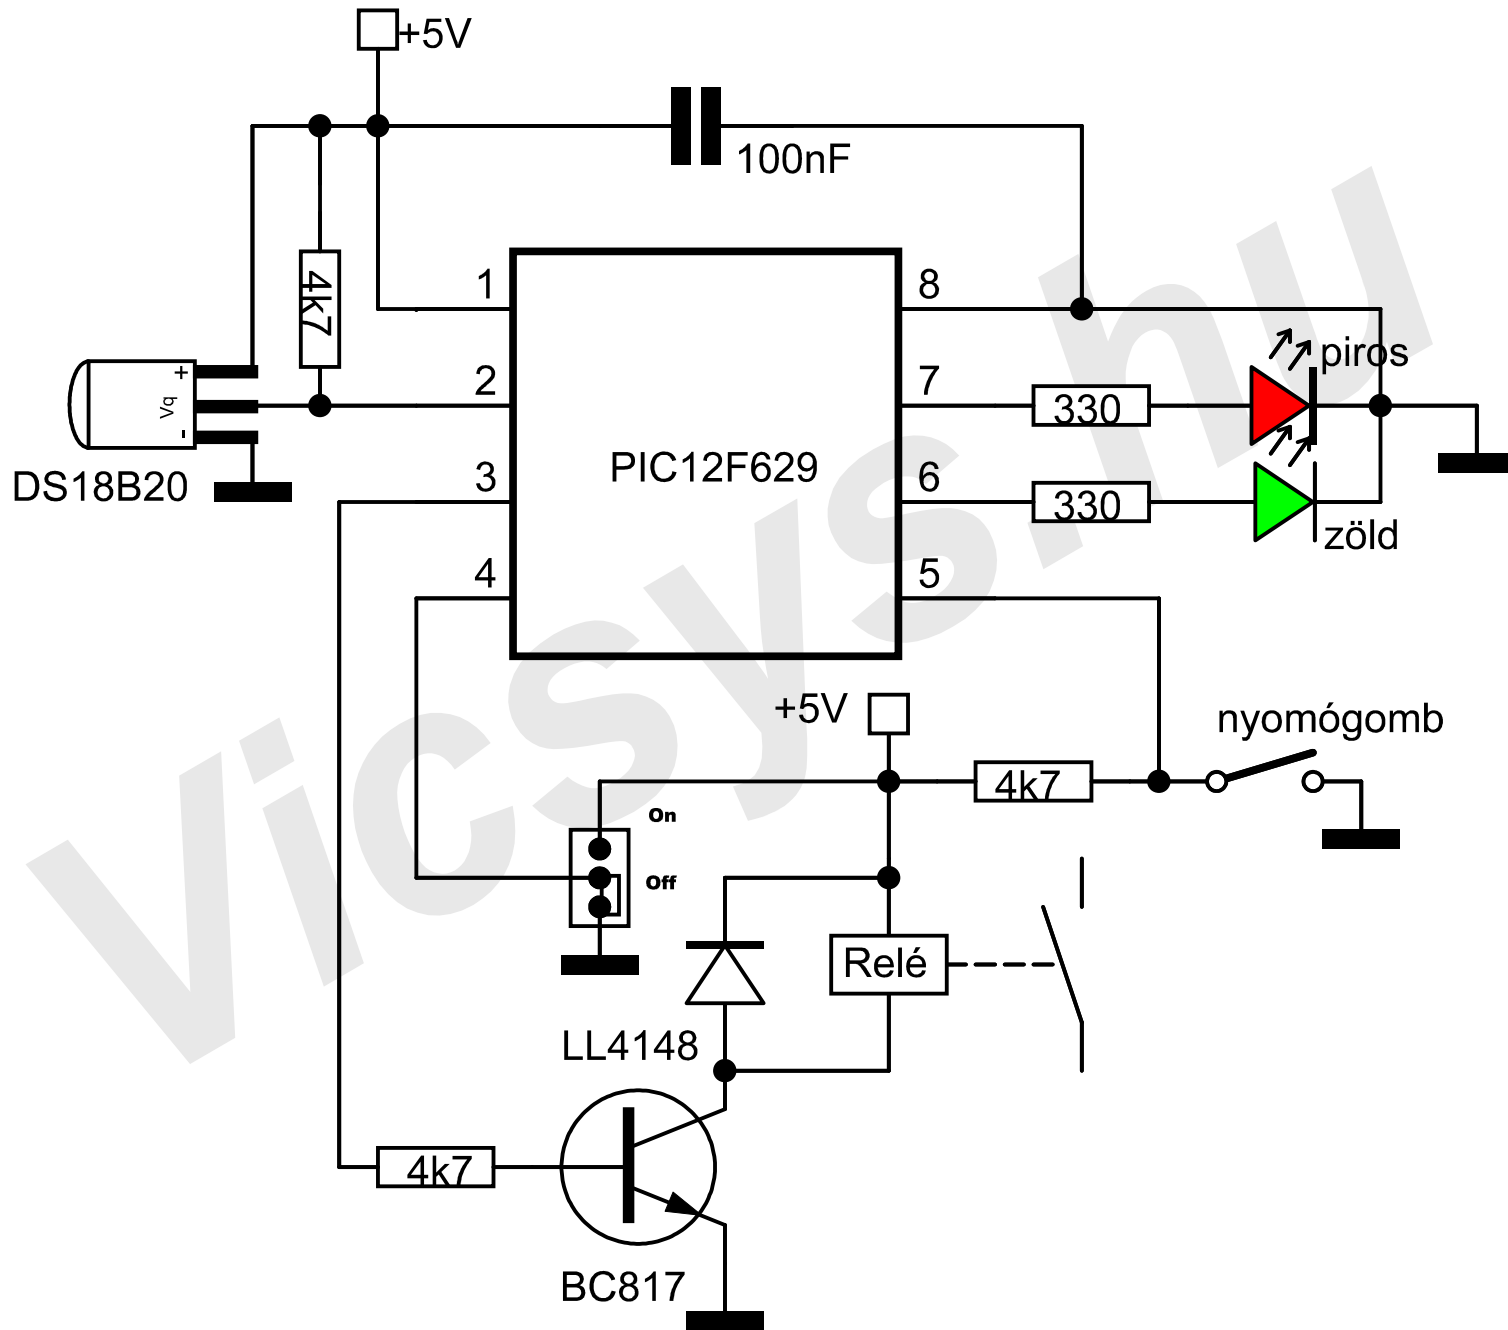 +5V
100nF
4k7
1
8
piros
2
7
330
+
Vq
-
DS18B20
PIC12F629
3
6
330
zöld
4
5
+5V
nyomógomb
4k7
On
Off
Relé
LL4148
4k7
BC817
Vicsys.hu